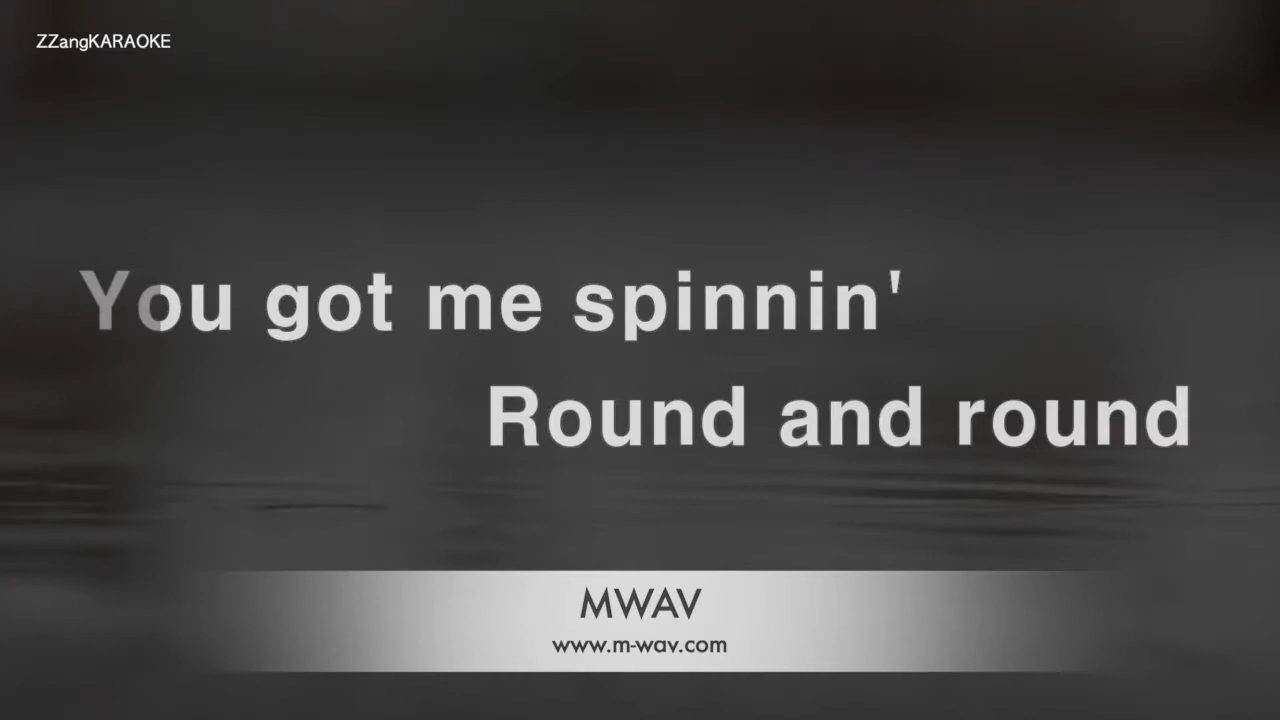 ZZangKARAOKE
You got me spinnin'
Round and round
MWAV
www.m-wav.com